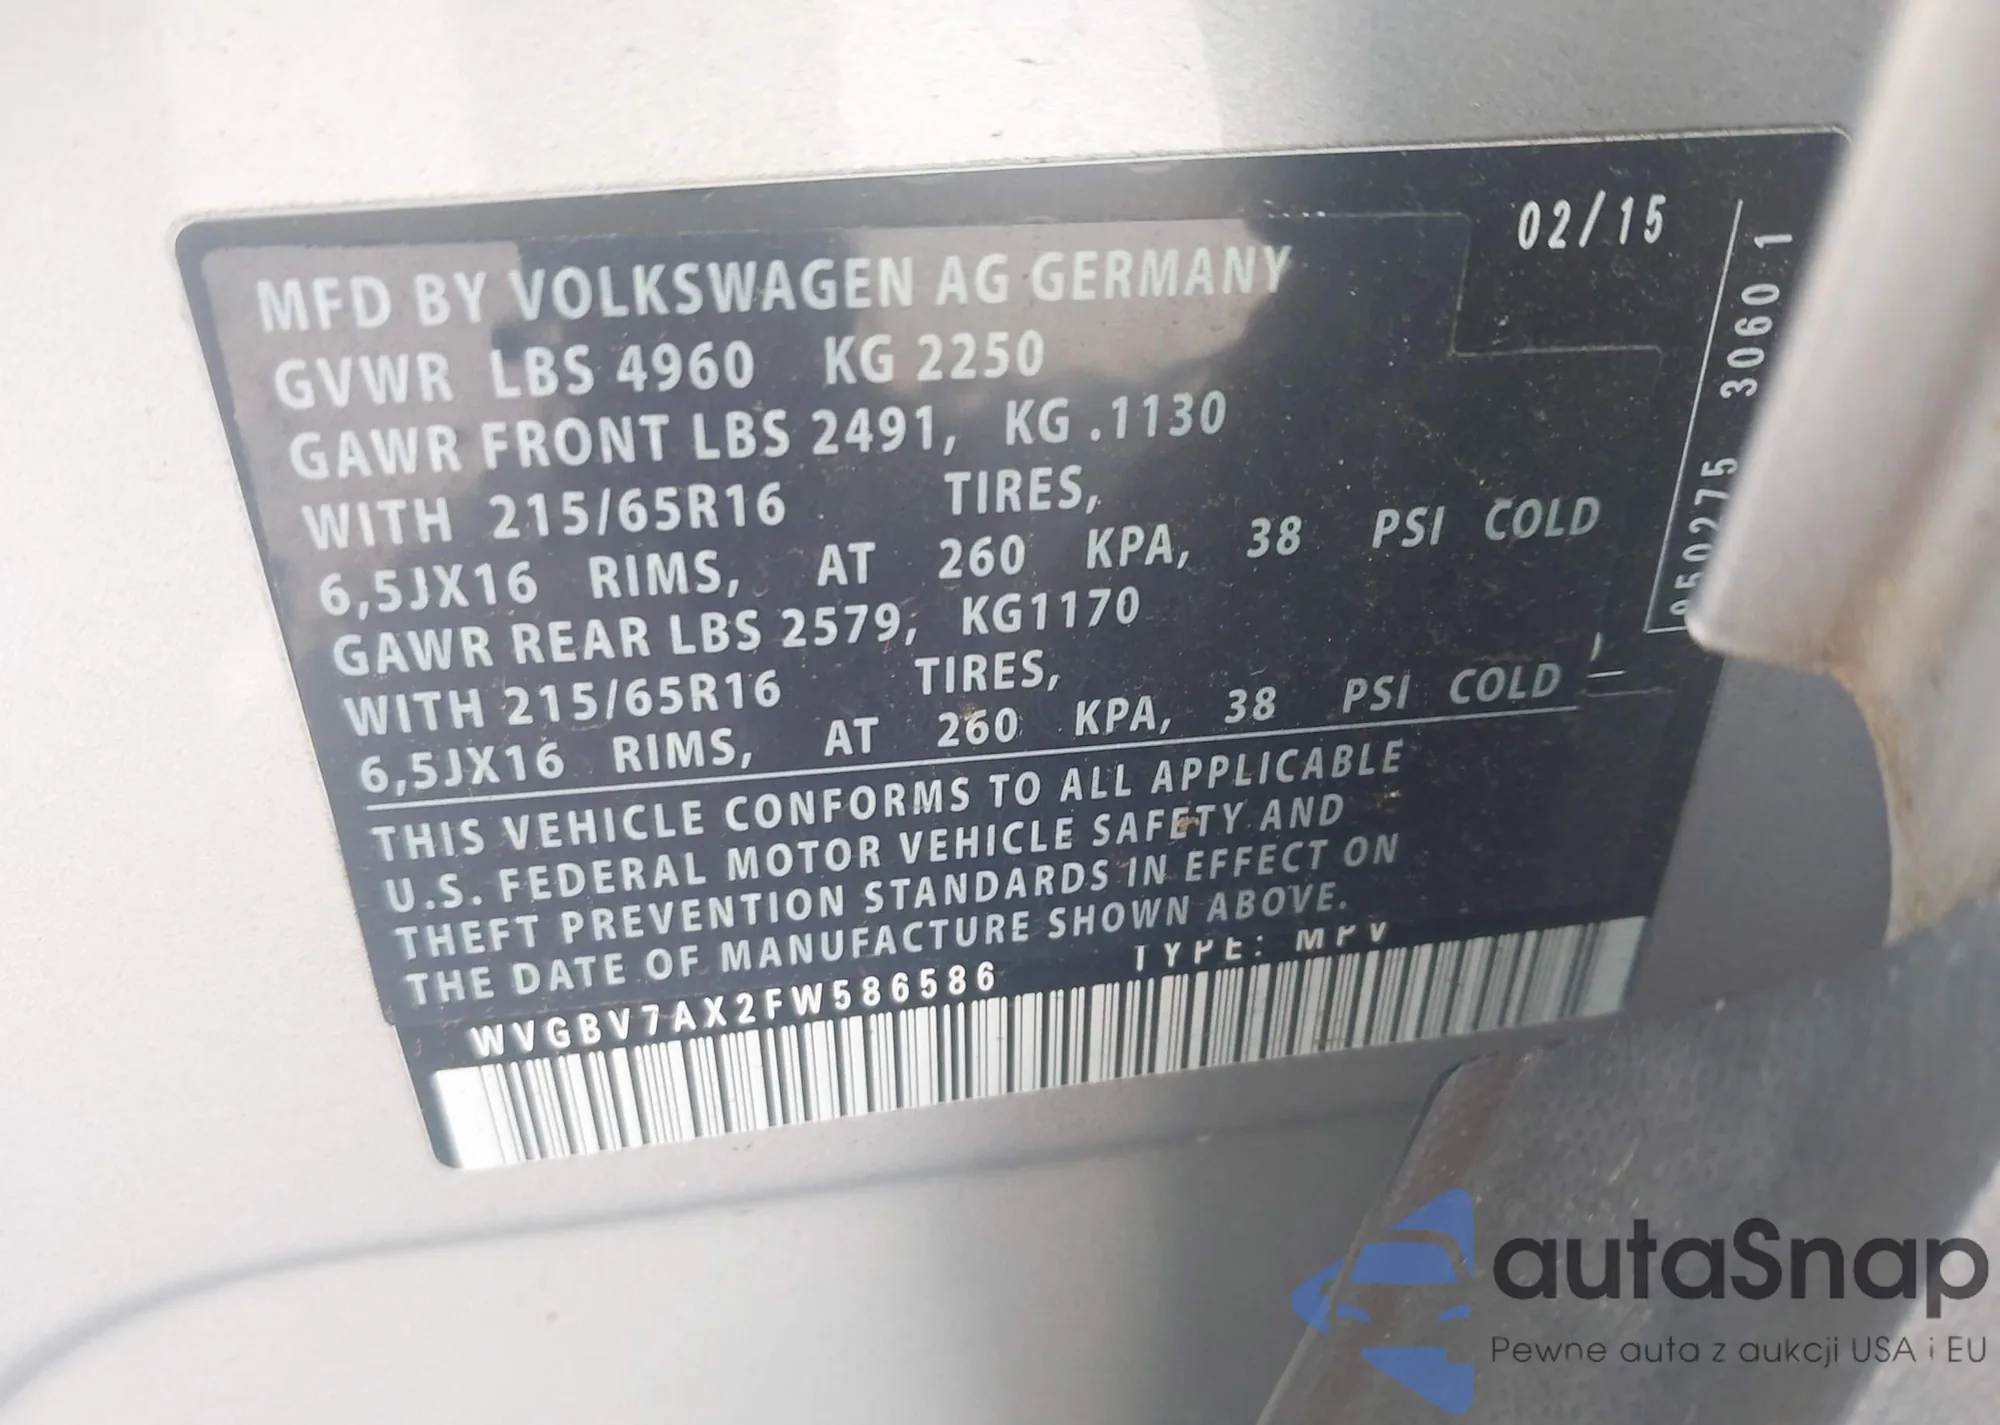 02/15
MFD BY VOLKSWAGEN AG GERMANY
GVWR LBS 4960 KG 2250
GAWR FRONT LBS 2491, KG .1130
WITH 215/65R16 TIRES,
6,5JX16 RIMS, AT 260 KPA, 38 PSI COLD
GAWR REAR LBS 2579, KG1170
WITH 215/65R16 TIRES,
6,5JX16 RIMS, AT 260 KPA, 38 PSI COLD
THIS VEHICLE CONFORMS TO ALL APPLICABLE
U.S. FEDERAL MOTOR VEHICLE SAFETY AND
THEFT PREVENTION STANDARDS IN EFFECT ON
THE DATE OF MANUFACTURE SHOWN ABOVE.
WVGBV7AX2FW586586 TYPE: MPV
3060 1
autaSnap
Pewne auta z aukcji USA i EU